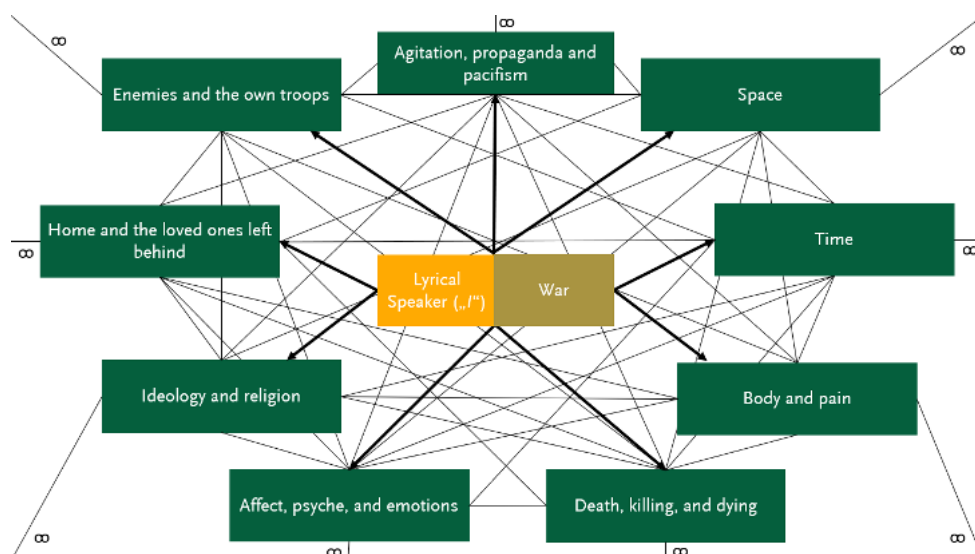 ∞
∞
∞
Agitation, propaganda and
pacifism
Enemies and the own troops
Space
Home and the loved ones left
behind
Time
∞
∞
Lyrical
Speaker („I“)
War
Ideology and religion
Body and pain
Affect, psyche, and emotions
Death, killing, and dying
∞
∞
∞
∞